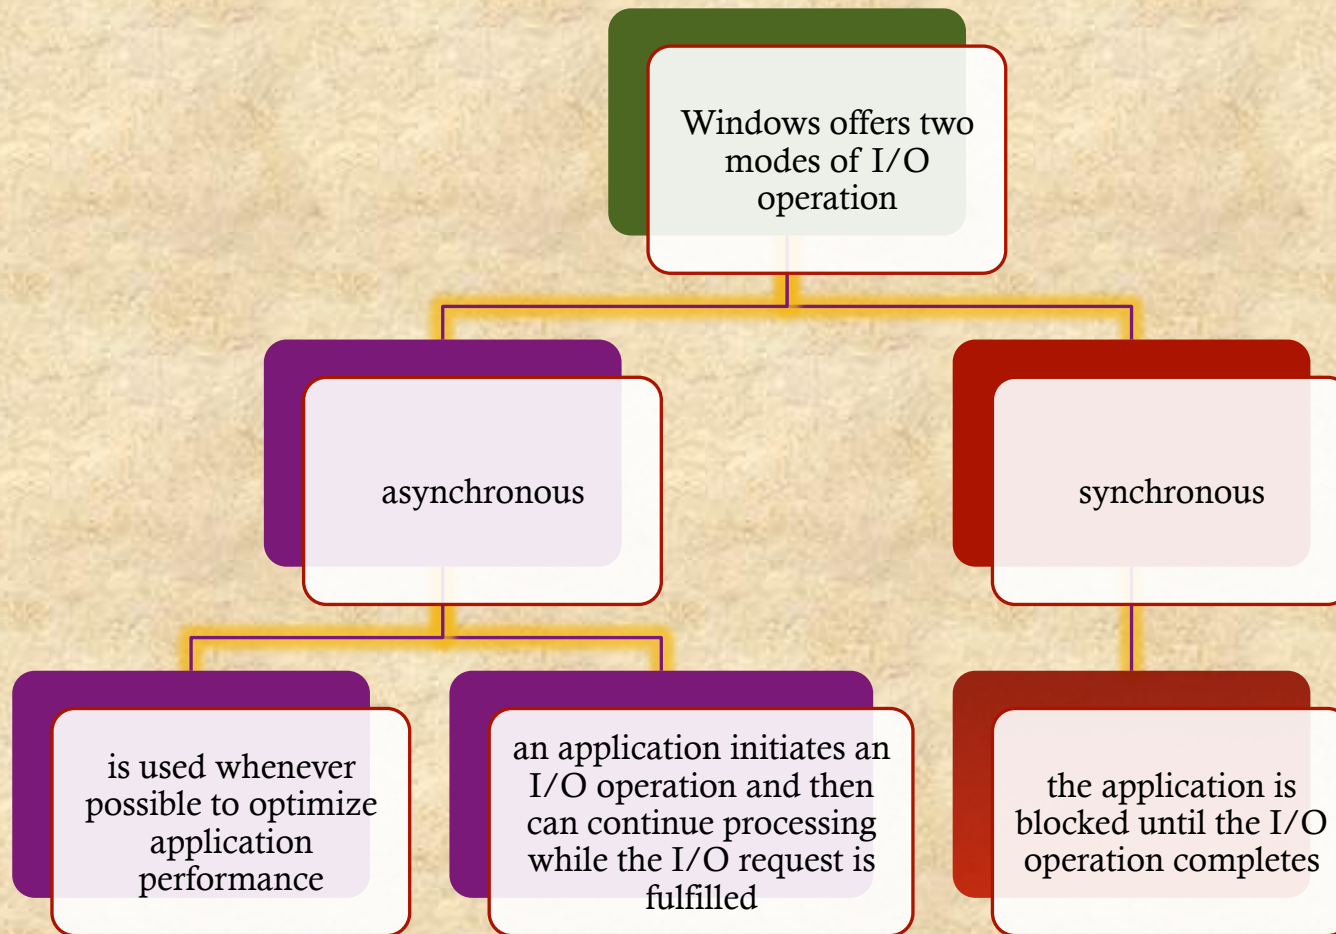 Windows offers two
modes of I/O
operation
asynchronous
synchronous
is used whenever
possible to optimize
application
performance
an application initiates an
I/O operation and then
can continue processing
while the I/O request is
fulfilled
the application is
blocked until the I/O
operation completes